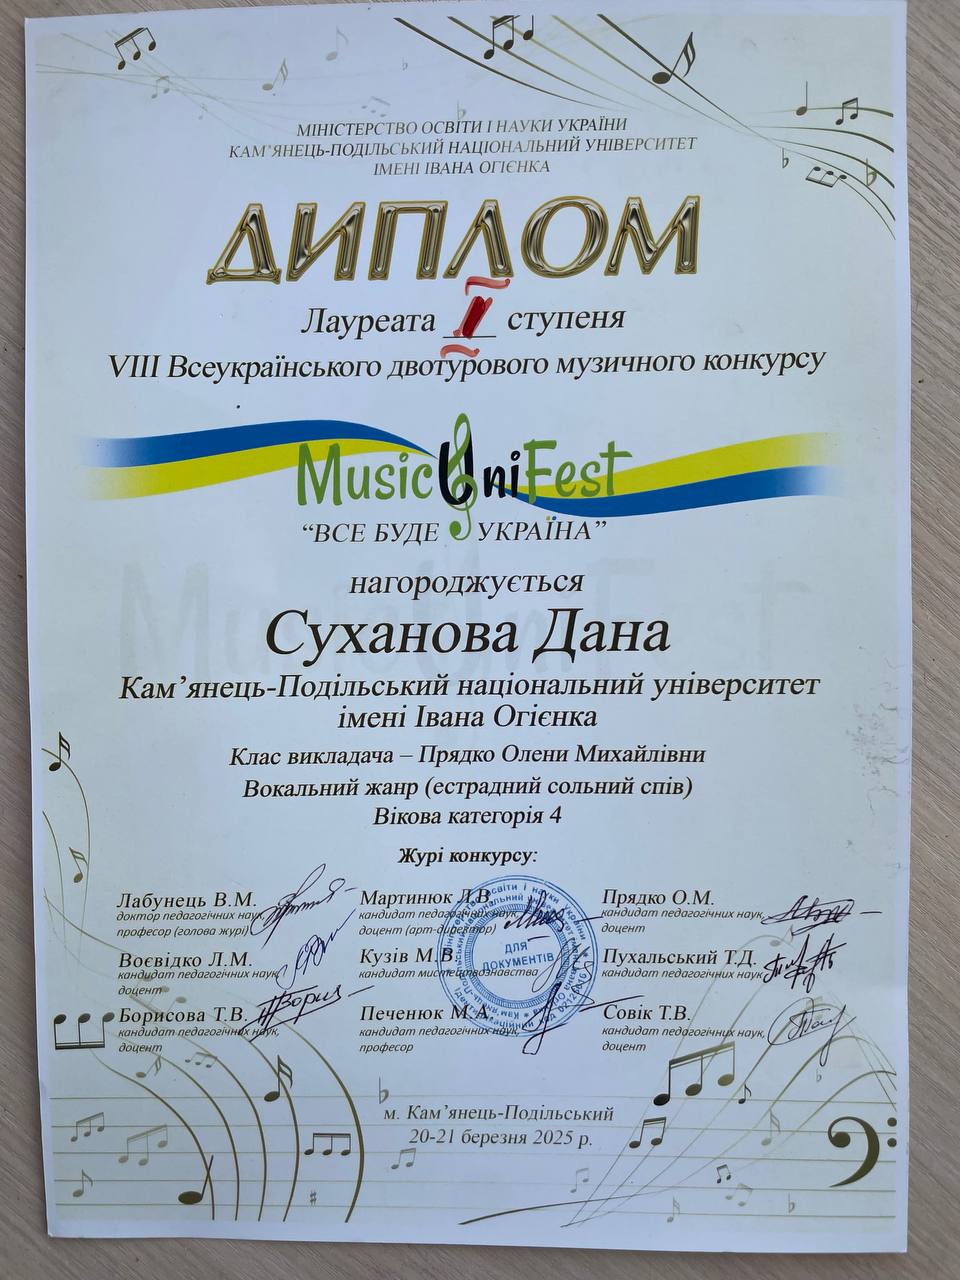 МІНІСТЕРСТВО ОСВІТИ І НАУКИ УКРАЇНИ
КАМ'ЯНЕЦЬ-ПОДІЛЬСЬКИЙ НАЦІОНАЛЬНИЙ УНІВЕРСИТЕТ
ІМЕНІ ІВАНА ОГІЄНКА
ДИПЛОМ
Лауреата I ступеня
VIII Всеукраїнського двотурового музичного конкурсу
MusicUniFest
“ВСЕ БУДЕ УКРАЇНА”
нагороджується
Суханова Дана
Кам’янець-Подільський національний університет
імені Івана Огієнка
Клас викладача – Прядко Олени Михайлівни
Вокальний жанр (естрадний сольний спів)
Вікова категорія 4
Журі конкурсу:
Лабунець В.М.
доктор педагогічних наук,
професор (голова журі)
Мартинюк Л.В.
кандидат педагогічних наук,
доцент (арт-директор)
Прядко О.М.
кандидат педагогічних наук,
доцент
Воєвідко Л.М.
кандидат педагогічних наук,
доцент
Кузів М.В.
кандидат мистецтвознавства
Пухальський Т.Д.
кандидат педагогічних наук,
доцент
Борисова Т.В.
кандидат педагогічних наук,
доцент
Печенюк М.А.
кандидат педагогічних наук,
професор
Совік Т.В.
кандидат педагогічних наук,
доцент
ДЛЯ
ДОКУМЕНТІВ
м. Кам’янець-Подільський
20-21 березня 2025 р.